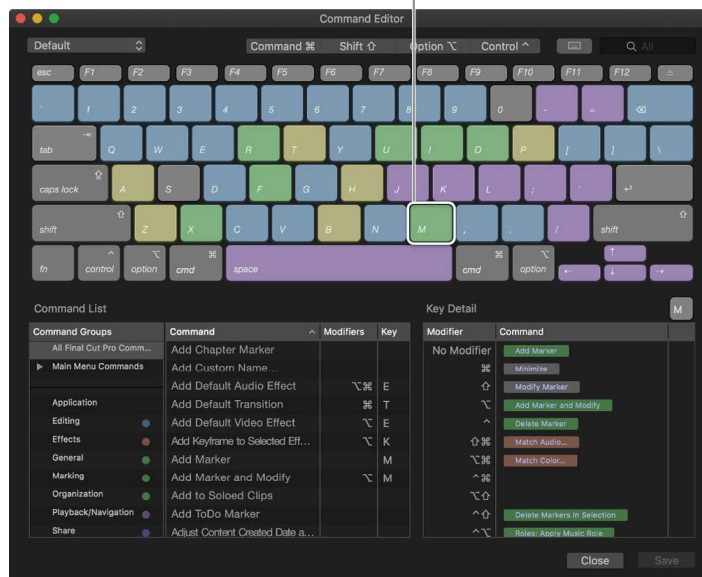 Command Editor
Default Command ⌘ Shift ⇧ Option ⌥ Control ^ All
esc F1 F2 F3 F4 F5 F6 F7 F8 F9 F10 F11 F12
` 1 2 3 4 5 6 7 8 9 0 - = ⌫
tab Q W E R T Y U I O P [ ] \
caps lock A S D F G H J K L ; '
shift Z X C V B N M , . / shift
fn control option cmd space cmd option ← ↑ ↓ →
Command List
Command Groups Command Modifiers Key
All Final Cut Pro Comm... Add Chapter Marker
Main Menu Commands Add Custom Name...
Add Default Audio Effect ⌥⌘ E
Application Add Default Transition ⌘ T
Editing Add Default Video Effect ⌥ E
Effects Add Keyframe to Selected Eff... ⌥ K
General Add Marker M
Marking Add Marker and Modify ⌥ M
Organization Add to Soloed Clips
Playback/Navigation Add ToDo Marker
Share Adjust Content Created Date a...
Key Detail M
Modifier Command
No Modifier Add Marker
⌘ Minimize
⇧ Modify Marker
⌥ Add Marker and Modify
^ Delete Marker
⇧⌘ Match Audio...
⌥⌘ Match Color...
^⌘
⌥⇧
^⇧ Delete Markers In Selection
^⌥ Roles: Apply Music Role
Close Save